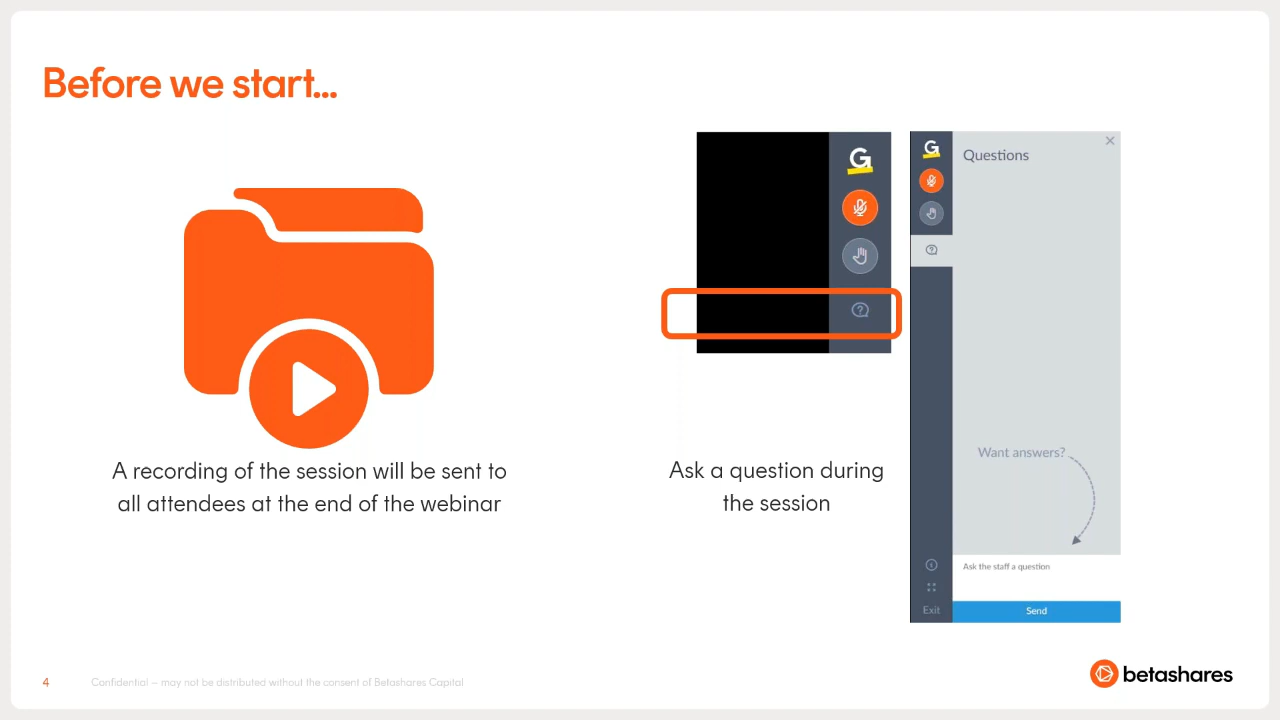 Before we start...
A recording of the session will be sent to
all attendees at the end of the webinar
G
Ask a question during
the session
G
Questions
Want answers?
Ask the staff a question
Exit
Send
4
Confidential – may not be distributed without the consent of Betashares Capital
betashares